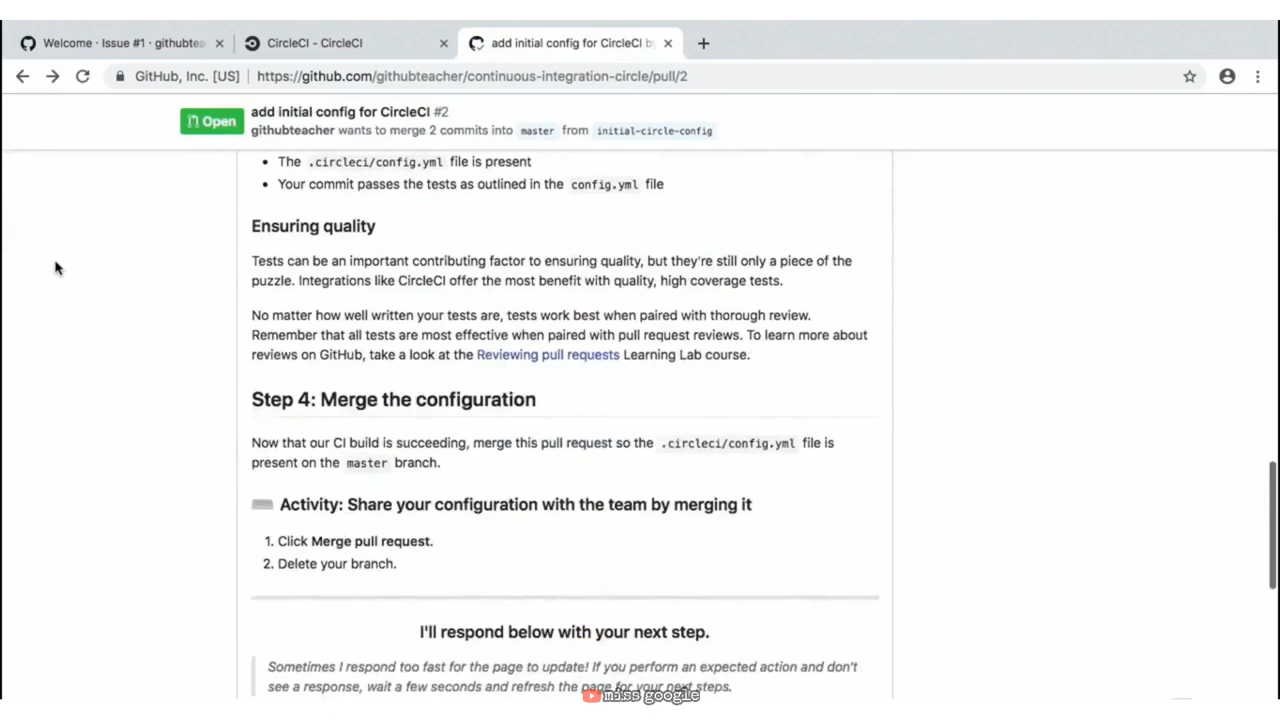 Welcome · Issue #1 · githubtea
CircleCI - CircleCI
add initial config for CircleCI by
GitHub, Inc. [US]
https://github.com/githubteacher/continuous-integration-circle/pull/2
Open
add initial config for CircleCI #2
githubteacher wants to merge 2 commits into master from initial-circle-config
• The .circleci/config.yml file is present
• Your commit passes the tests as outlined in the config.yml file
Ensuring quality
Tests can be an important contributing factor to ensuring quality, but they're still only a piece of the
puzzle. Integrations like CircleCI offer the most benefit with quality, high coverage tests.
No matter how well written your tests are, tests work best when paired with thorough review.
Remember that all tests are most effective when paired with pull request reviews. To learn more about
reviews on GitHub, take a look at the Reviewing pull requests Learning Lab course.
Step 4: Merge the configuration
Now that our CI build is succeeding, merge this pull request so the .circleci/config.yml file is
present on the master branch.
Activity: Share your configuration with the team by merging it
1. Click Merge pull request.
2. Delete your branch.
I'll respond below with your next step.
Sometimes I respond too fast for the page to update! If you perform an expected action and don't
see a response, wait a few seconds and refresh the page for your next steps.
miss google